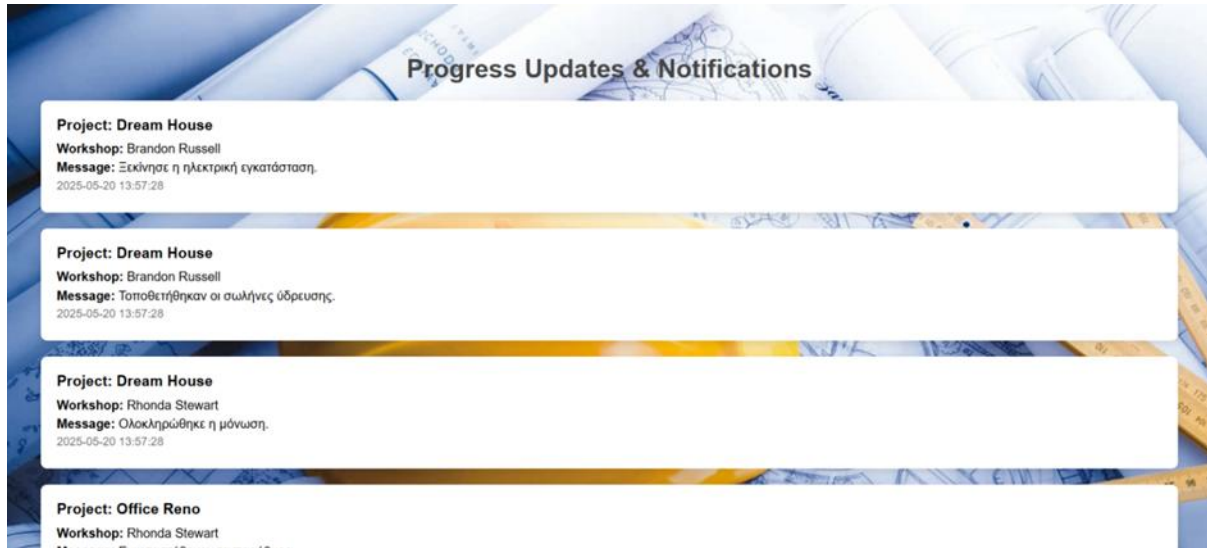 Progress Updates & Notifications
Project: Dream House
Workshop: Brandon Russell
Message: Ξεκίνησε η ηλεκτρική εγκατάσταση.
2025-05-20 13:57:28
Project: Dream House
Workshop: Brandon Russell
Message: Τοποθετήθηκαν οι σωλήνες ύδρευσης.
2025-05-20 13:57:28
Project: Dream House
Workshop: Rhonda Stewart
Message: Ολοκληρώθηκε η μόνωση.
2025-05-20 13:57:28
Project: Office Reno
Workshop: Rhonda Stewart